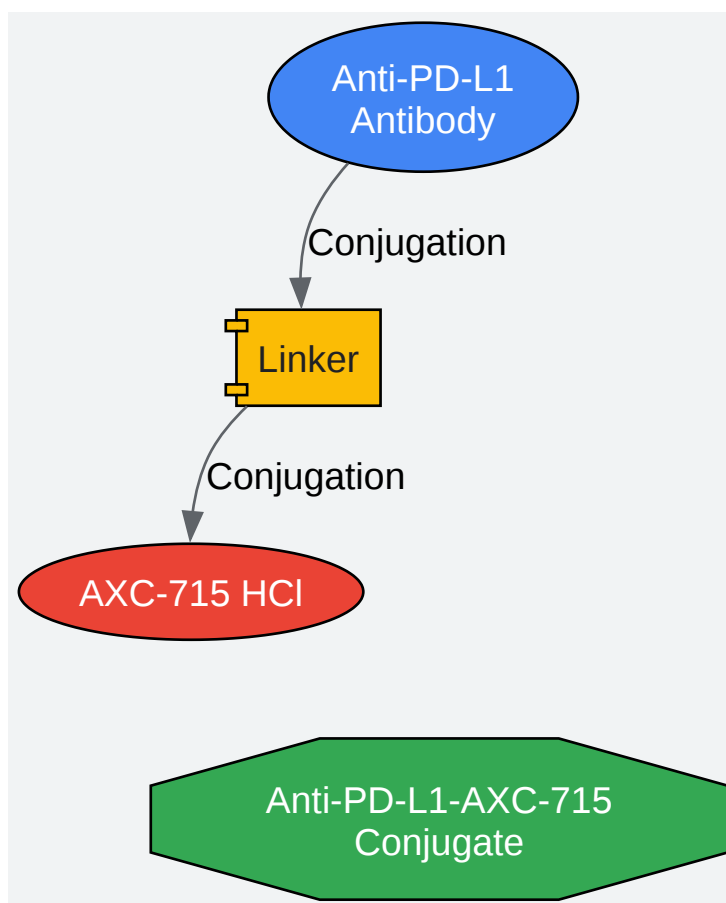 Anti-PD-L1
Antibody
Conjugation
Linker
Conjugation
AXC-715 HCl
Anti-PD-L1-AXC-715
Conjugate